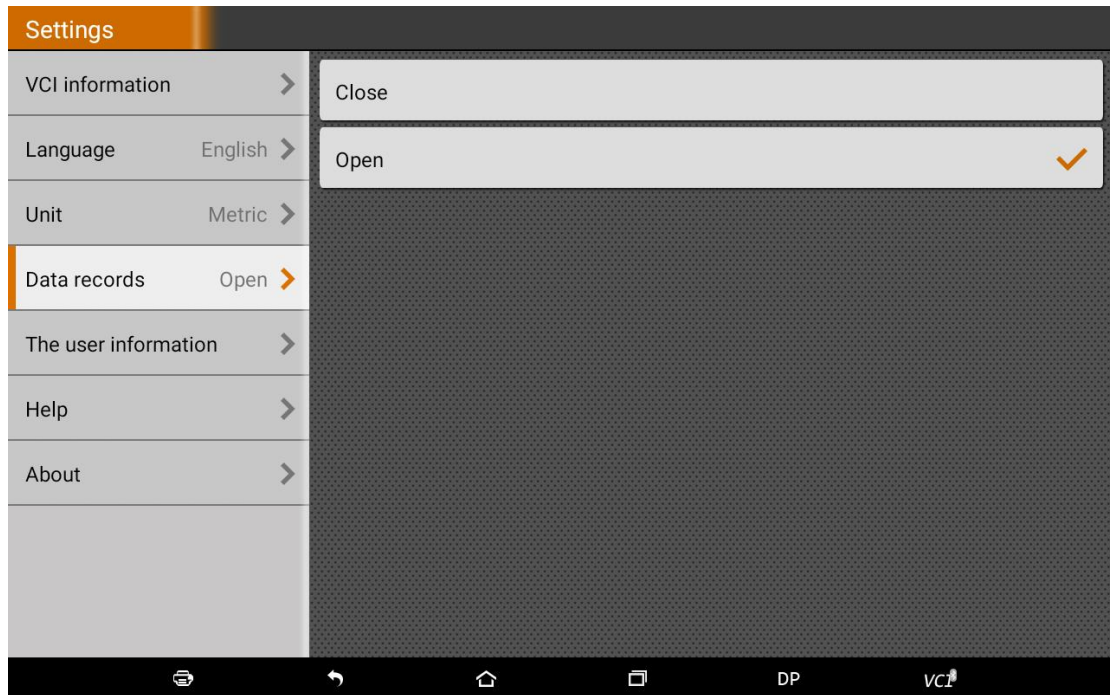 Settings
VCI information
Language English
Unit Metric
Data records Open
The user information
Help
About
Close
Open
DP
VCI